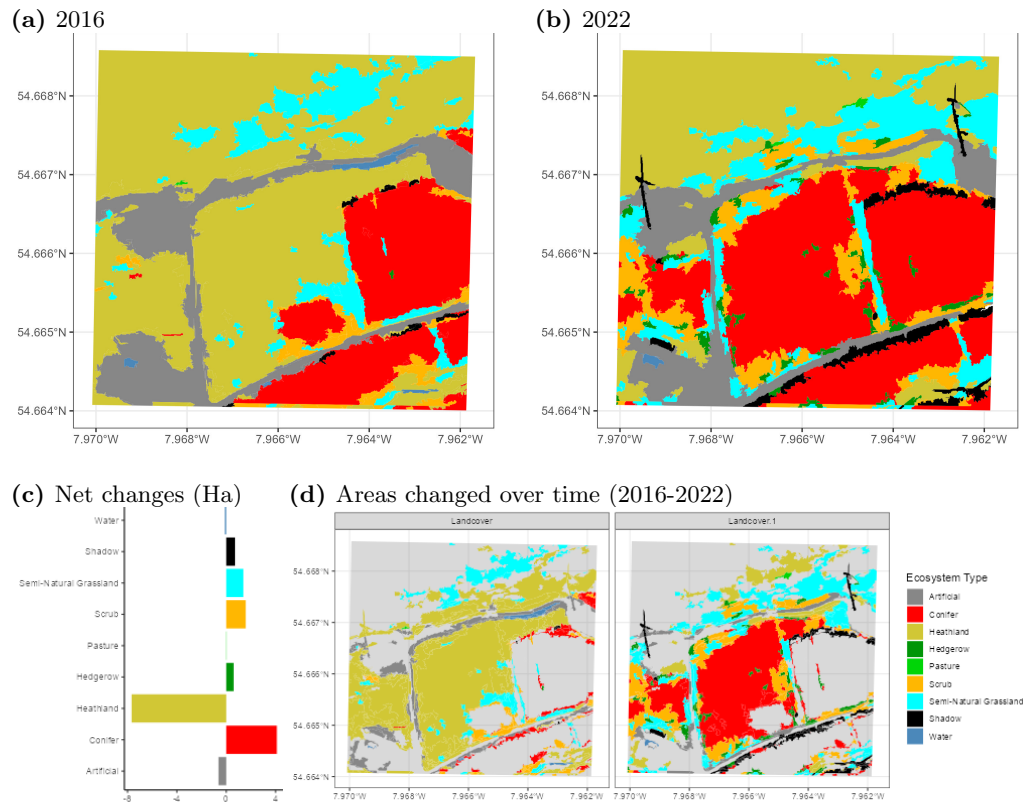 (a) 2016
(b) 2022
54.668°N
54.667°N
54.666°N
54.665°N
54.664°N
7.970°W 7.968°W 7.966°W 7.964°W 7.962°W
54.668°N
54.667°N
54.666°N
54.665°N
54.664°N
7.970°W 7.968°W 7.966°W 7.964°W 7.962°W
(c) Net changes (Ha)
Water
Shadow
Semi-Natural Grassland
Scrub
Pasture
Hedgerow
Heathland
Conifer
Artificial
-8 -4 0 4
(d) Areas changed over time (2016-2022)
Landcover
Landcover.1
54.668°N
54.667°N
54.666°N
54.665°N
54.664°N
7.970°W 7.968°W 7.966°W 7.964°W 7.962°W
7.970°W 7.968°W 7.966°W 7.964°W 7.962°W
Ecosystem Type
Artificial
Conifer
Heathland
Hedgerow
Pasture
Scrub
Semi-Natural Grassland
Shadow
Water